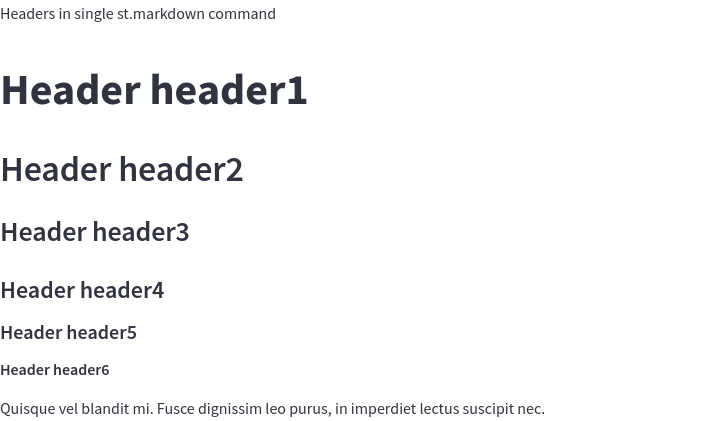 Headers in single st.markdown command
Header header1
Header header2
Header header3
Header header4
Header header5
Header header6
Quisque vel blandit mi. Fusce dignissim leo purus, in imperdiet lectus suscipit nec.